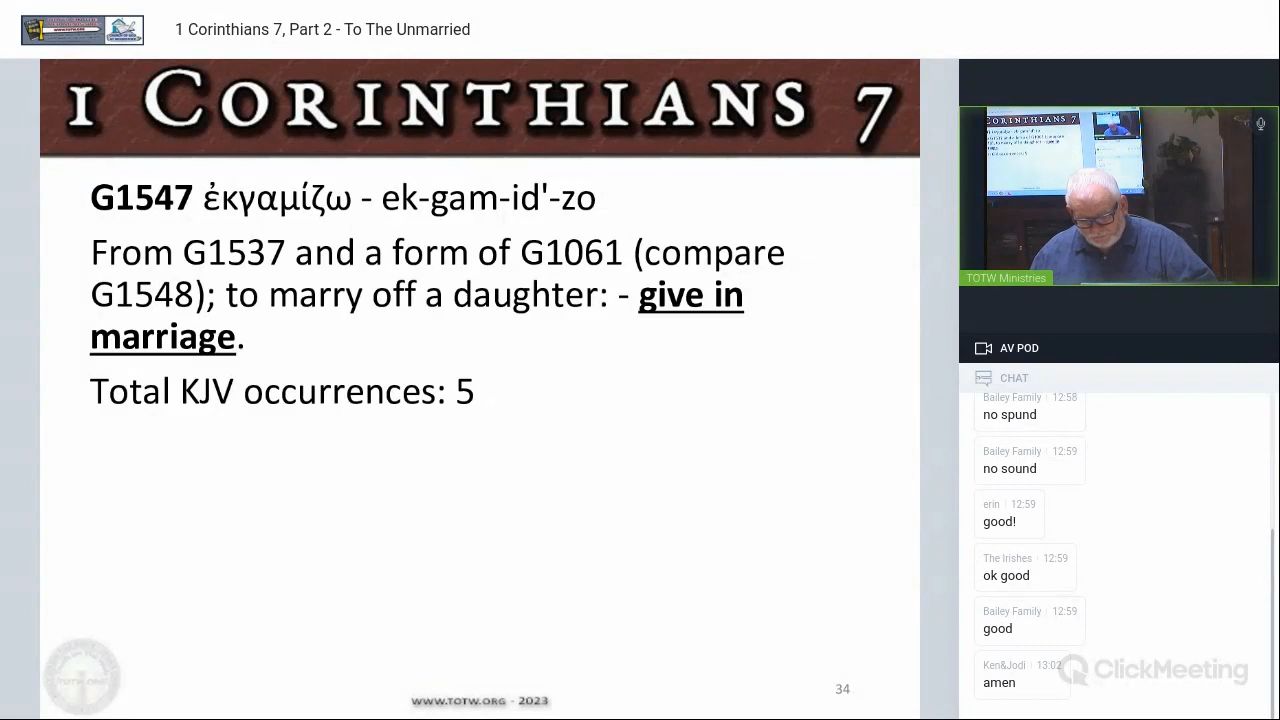 1 Corinthians 7, Part 2 - To The Unmarried
1 CORINTHIANS 7
G1547 ἐκγαμίζω - ek-gam-id'-zo
From G1537 and a form of G1061 (compare
G1548); to marry off a daughter: - give in
marriage.
Total KJV occurrences: 5
WWW.TOTW.ORG - 2023
34
TOTW Ministries
AV POD
CHAT
Bailey Family 12:58
no spund
Bailey Family 12:59
no sound
erin 12:59
good!
The Irishes 12:59
ok good
Bailey Family 12:59
good
Ken&Jodi 13:02
amen
ClickMeeting